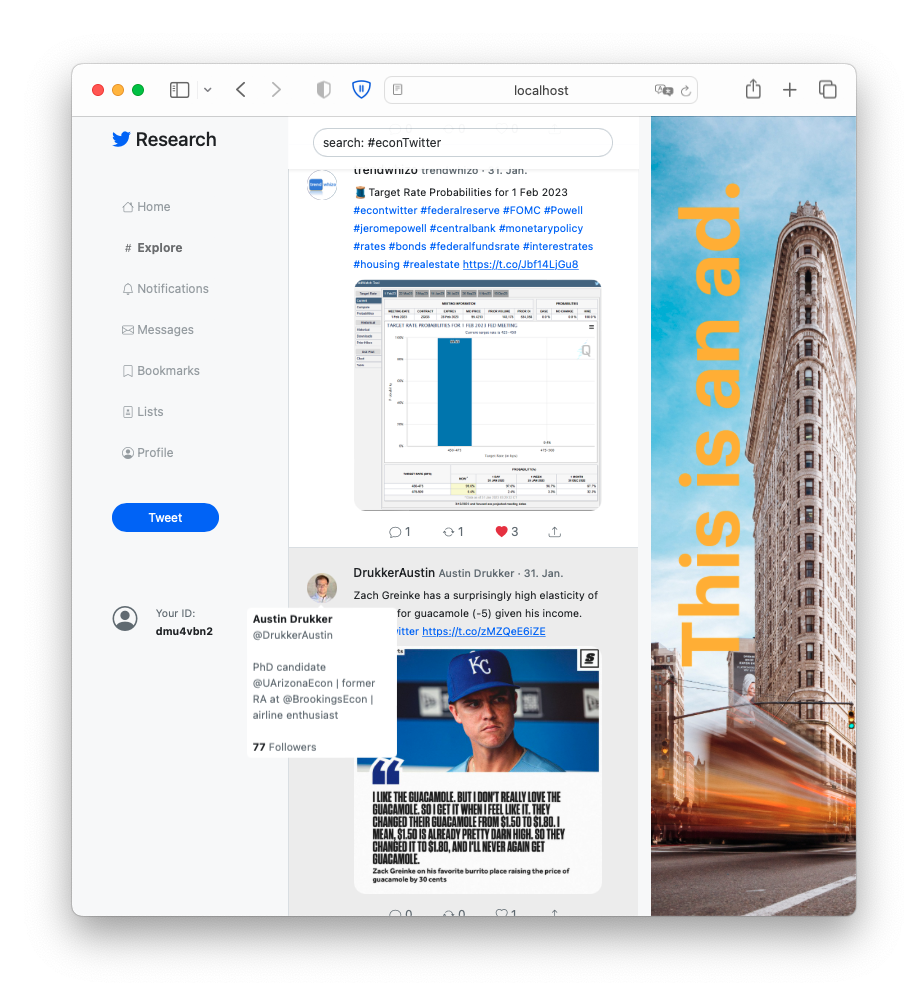 localhost
Research
search: #econTwitter
Home
# Explore
Notifications
Messages
Bookmarks
Lists
Profile
Tweet
Your ID:
dmu4vbn2
trendwhizo trendwhizo · 31. Jan.
Target Rate Probabilities for 1 Feb 2023
#econtwitter #federalreserve #FOMC #Powell
#jeromepowell #centralbank #monetarypolicy
#rates #bonds #federalfundsrate #interestrates
#housing #realestate https://t.co/Jbf14LjGu8
MEETING INFORMATION
PROBABILITIES
TARGET RATE PROBABILITIES FOR 1 FEB 2023 FED MEETING
1
1
3
DrukkerAustin Austin Drukker · 31. Jan.
Zach Greinke has a surprisingly high elasticity of
for guacamole (-5) given his income.
witter https://t.co/zMZQeE6iZE
Austin Drukker
@DrukkerAustin
PhD candidate
@UArizonaEcon | former
RA at @BrookingsEcon |
airline enthusiast
77 Followers
KC
I LIKE THE GUACAMOLE. BUT I DON'T REALLY LOVE THE
GUACAMOLE. SO I GET IT WHEN I FEEL LIKE IT. THEY
CHANGED THEIR GUACAMOLE FROM $1.50 TO $1.80. I
MEAN, $1.50 IS ALREADY PRETTY DARN HIGH. SO THEY
CHANGED IT TO $1.80, AND I'LL NEVER AGAIN GET
GUACAMOLE.
Zack Greinke on his favorite burrito place raising the price of
guacamole by 30 cents
0
0
1
This is an ad.